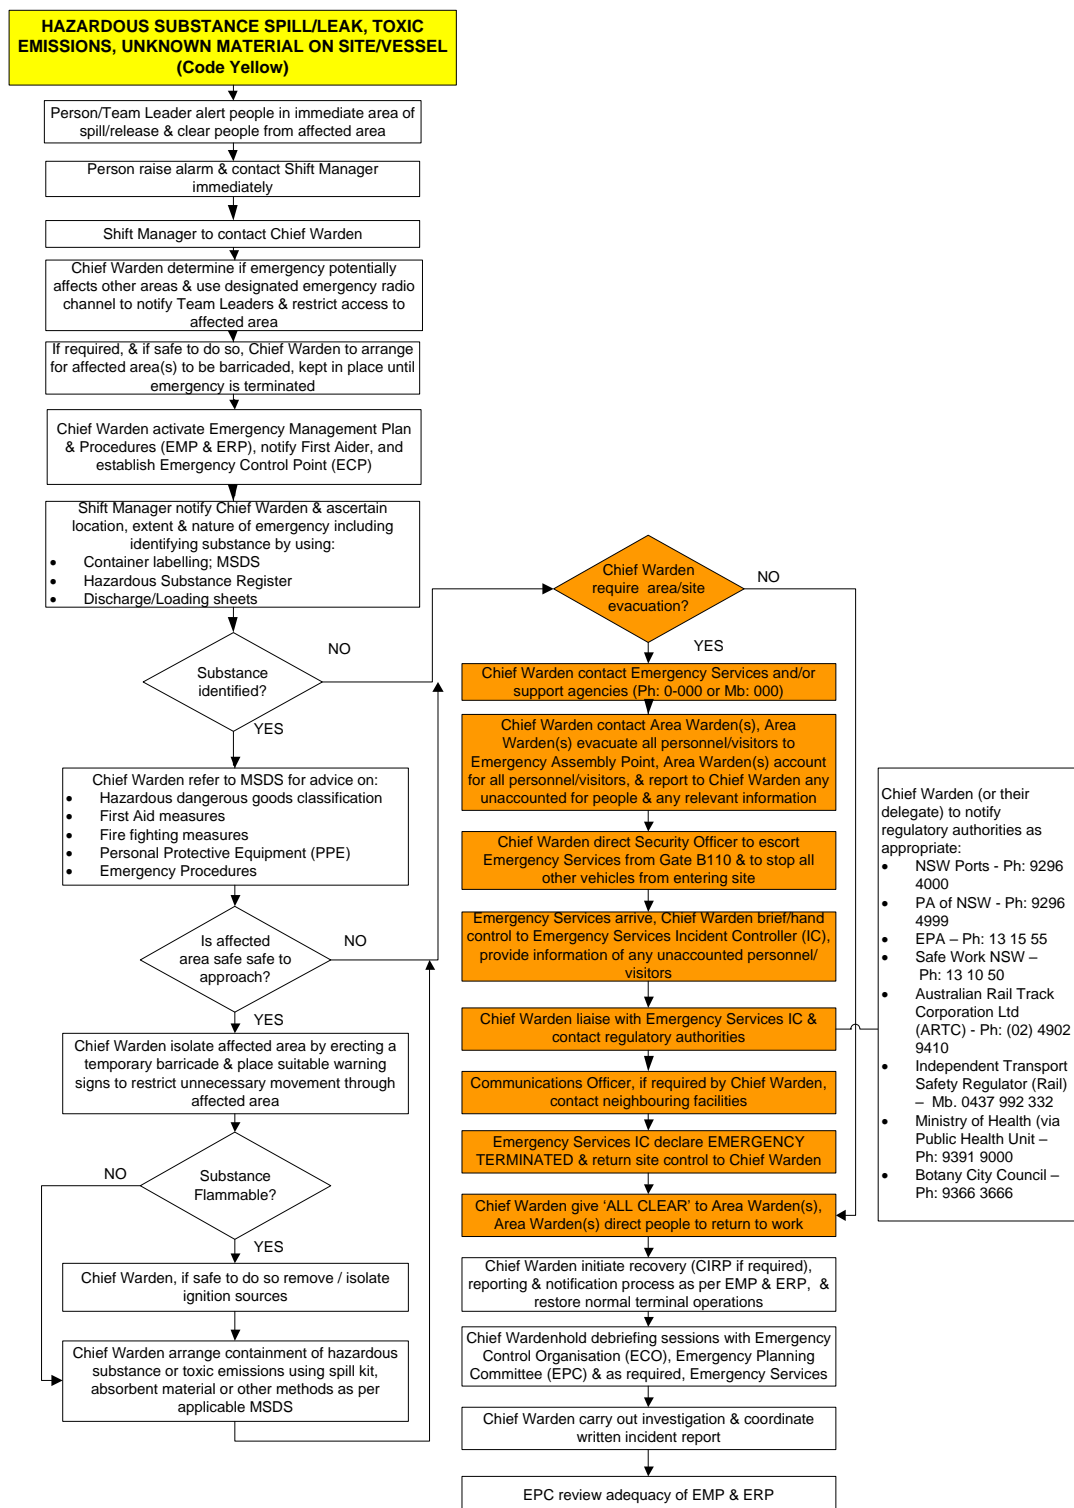 HAZARDOUS SUBSTANCE SPILL/LEAK, TOXIC
EMISSIONS, UNKNOWN MATERIAL ON SITE/VESSEL
(Code Yellow)
Person/Team Leader alert people in immediate area of
spill/release & clear people from affected area
Person raise alarm & contact Shift Manager
immediately
Shift Manager to contact Chief Warden
Chief Warden determine if emergency potentially
affects other areas & use designated emergency radio
channel to notify Team Leaders & restrict access to
affected area
If required, & if safe to do so, Chief Warden to arrange
for affected area(s) to be barricaded, kept in place until
emergency is terminated
Chief Warden activate Emergency Management Plan
& Procedures (EMP & ERP), notify First Aider, and
establish Emergency Control Point (ECP)
Shift Manager notify Chief Warden & ascertain
location, extent & nature of emergency including
identifying substance by using:
• Container labelling; MSDS
• Hazardous Substance Register
• Discharge/Loading sheets
Substance
identified?
NO
YES
Chief Warden refer to MSDS for advice on:
• Hazardous dangerous goods classification
• First Aid measures
• Fire fighting measures
• Personal Protective Equipment (PPE)
• Emergency Procedures
Is affected
area safe safe to
approach?
NO
YES
Chief Warden isolate affected area by erecting a
temporary barricade & place suitable warning
signs to restrict unnecessary movement through
affected area
Substance
Flammable?
NO
YES
Chief Warden, if safe to do so remove / isolate
ignition sources
Chief Warden arrange containment of hazardous
substance or toxic emissions using spill kit,
absorbent material or other methods as per
applicable MSDS
Chief Warden
require area/site
evacuation?
NO
YES
Chief Warden contact Emergency Services and/or
support agencies (Ph: 0-000 or Mb: 000)
Chief Warden contact Area Warden(s), Area
Warden(s) evacuate all personnel/visitors to
Emergency Assembly Point, Area Warden(s) account
for all personnel/visitors, & report to Chief Warden any
unaccounted for people & any relevant information
Chief Warden direct Security Officer to escort
Emergency Services from Gate B110 & to stop all
other vehicles from entering site
Emergency Services arrive, Chief Warden brief/hand
control to Emergency Services Incident Controller (IC),
provide information of any unaccounted personnel/
visitors
Chief Warden liaise with Emergency Services IC &
contact regulatory authorities
Communications Officer, if required by Chief Warden,
contact neighbouring facilities
Emergency Services IC declare EMERGENCY
TERMINATED & return site control to Chief Warden
Chief Warden give ‘ALL CLEAR’ to Area Warden(s),
Area Warden(s) direct people to return to work
Chief Warden initiate recovery (CIRP if required),
reporting & notification process as per EMP & ERP, &
restore normal terminal operations
Chief Wardenhold debriefing sessions with Emergency
Control Organisation (ECO), Emergency Planning
Committee (EPC) & as required, Emergency Services
Chief Warden carry out investigation & coordinate
written incident report
EPC review adequacy of EMP & ERP
Chief Warden (or their
delegate) to notify
regulatory authorities as
appropriate:
• NSW Ports - Ph: 9296
4000
• PA of NSW - Ph: 9296
4999
• EPA – Ph: 13 15 55
• Safe Work NSW –
Ph: 13 10 50
• Australian Rail Track
Corporation Ltd
(ARTC) - Ph: (02) 4902
9410
• Independent Transport
Safety Regulator (Rail)
– Mb. 0437 992 332
• Ministry of Health (via
Public Health Unit –
Ph: 9391 9000
• Botany City Council –
Ph: 9366 3666